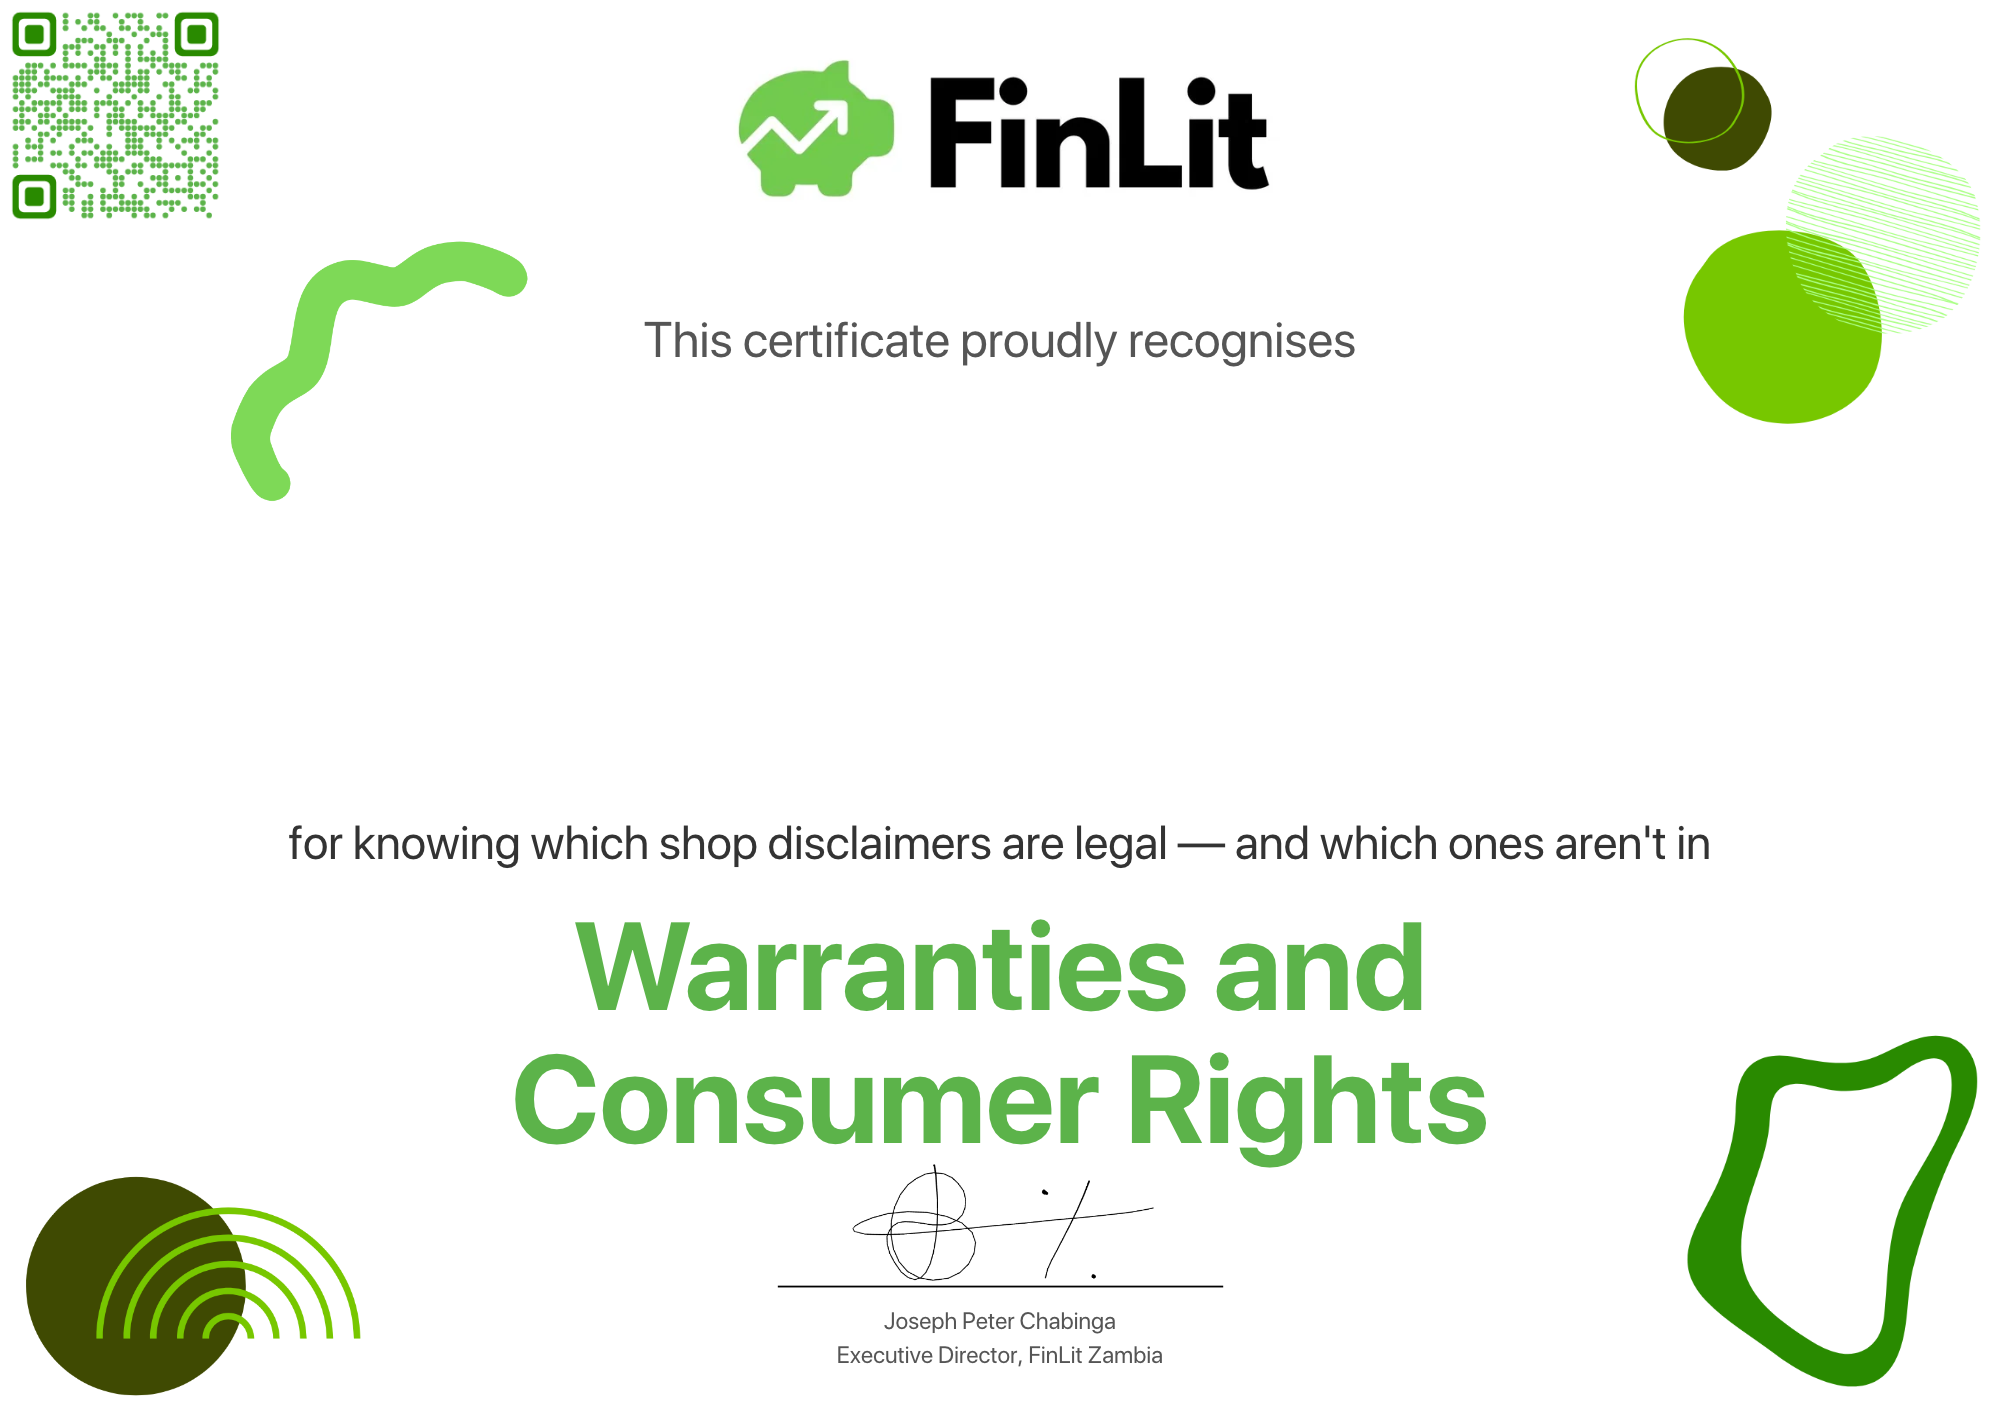 FinLit
This certificate proudly recognises
for knowing which shop disclaimers are legal — and which ones aren't in
Warranties and
Consumer Rights
Joseph Peter Chabinga
Executive Director, FinLit Zambia